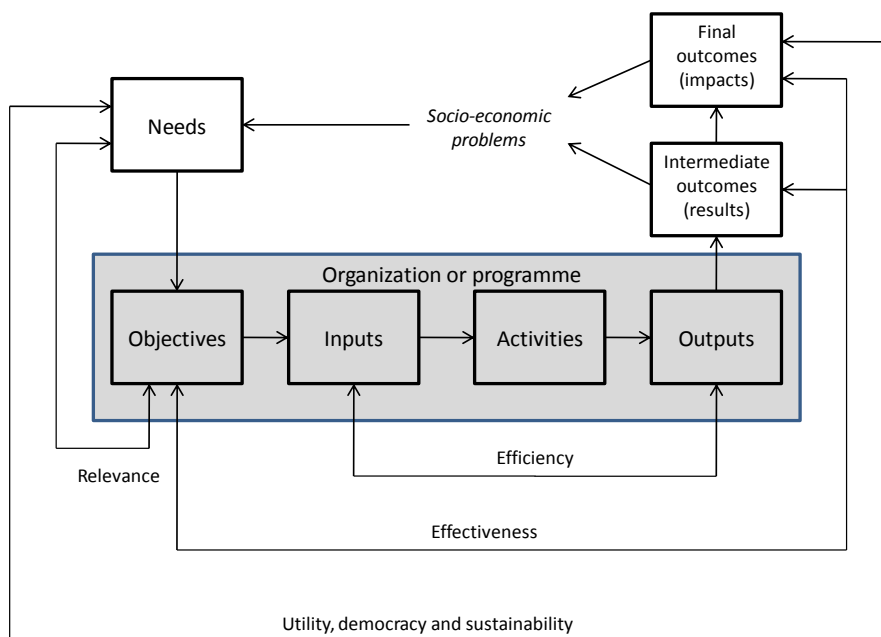 Final
outcomes
(impacts)
Needs
Socio-economic
problems
Intermediate
outcomes
(results)
Organization or programme
Objectives
Inputs
Activities
Outputs
Efficiency
Relevance
Effectiveness
Utility, democracy and sustainability